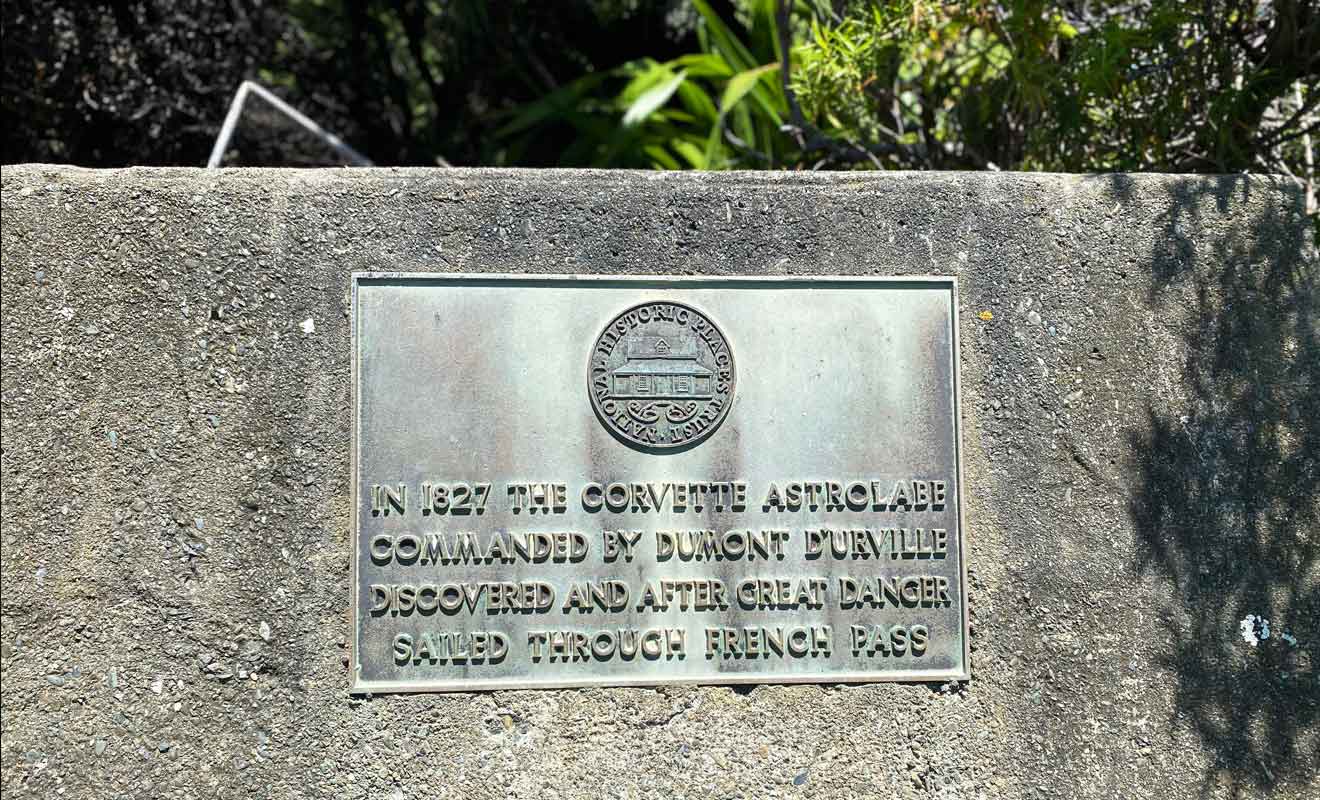 NATIONAL HISTORIC PLACES TRUST
IN 1827 THE CORVETTE ASTROLABE
COMMANDED BY DUMONT D'URVILLE
DISCOVERED AND AFTER GREAT DANGER
SAILED THROUGH FRENCH PASS